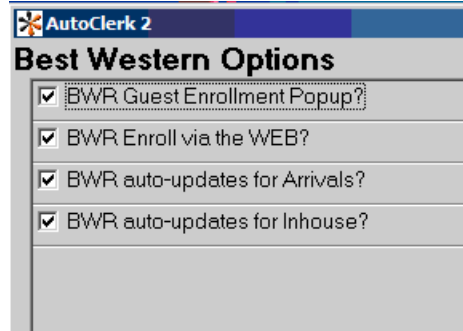 AutoClerk 2
Best Western Options
BWR Guest Enrollment Popup?
BWR Enroll via the WEB?
BWR auto-updates for Arrivals?
BWR auto-updates for Inhouse?